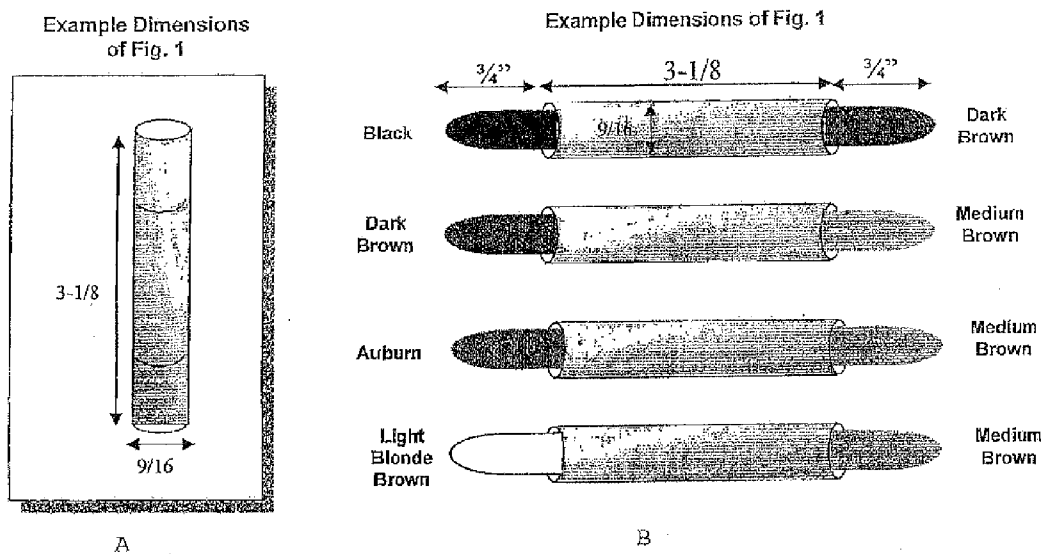 Example Dimensions
of Fig. 1
3-1/8
9/16
A
Example Dimensions of Fig. 1
¾”
3-1/8
¾”
Black
9/16
Dark
Brown
Dark
Brown
Medium
Brown
Auburn
Medium
Brown
Light
Blonde
Brown
Medium
Brown
B